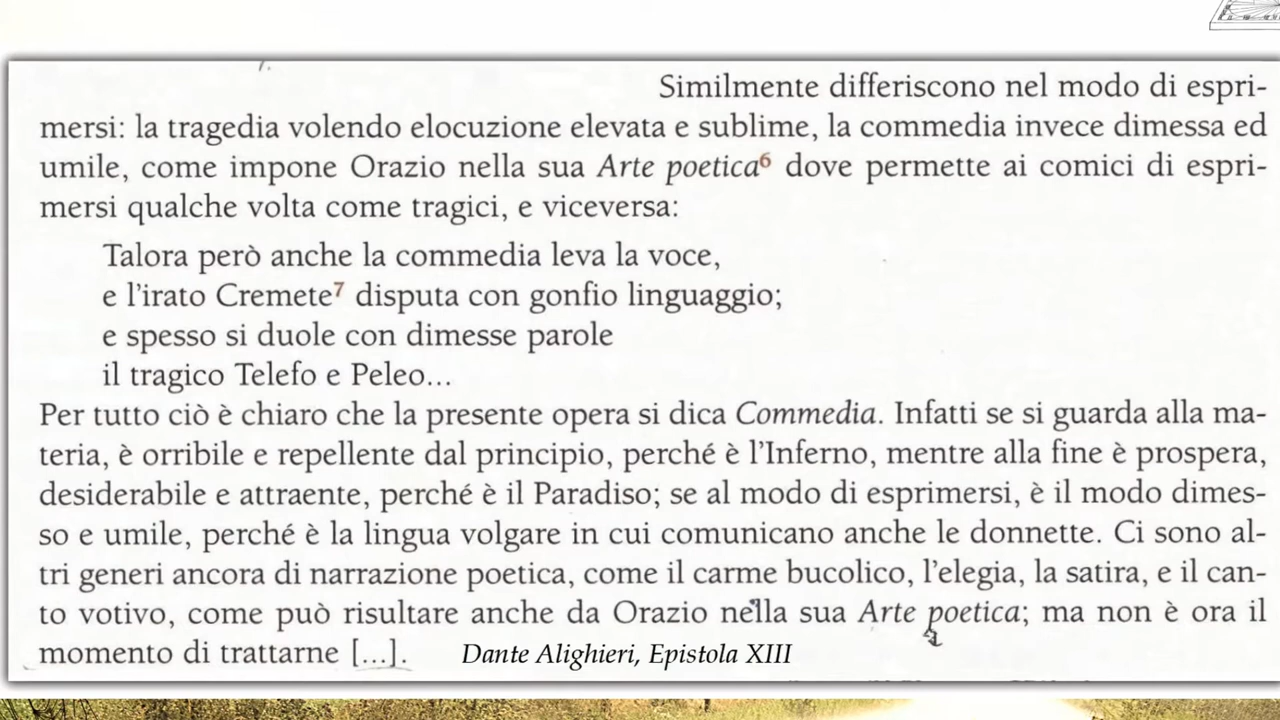 Similmente differiscono nel modo di espri-
mersi: la tragedia volendo elocuzione elevata e sublime, la commedia invece dimessa ed
umile, come impone Orazio nella sua Arte poetica6 dove permette ai comici di espri-
mersi qualche volta come tragici, e viceversa:
Talora però anche la commedia leva la voce,
e l'irato Cremete7 disputa con gonfio linguaggio;
e spesso si duole con dimesse parole
il tragico Telefo e Peleo...
Per tutto ciò è chiaro che la presente opera si dica Commedia. Infatti se si guarda alla ma-
teria, è orribile e repellente dal principio, perché è l'Inferno, mentre alla fine è prospera,
desiderabile e attraente, perché è il Paradiso; se al modo di esprimersi, è il modo dimes-
so e umile, perché è la lingua volgare in cui comunicano anche le donnette. Ci sono al-
tri generi ancora di narrazione poetica, come il carme bucolico, l'elegia, la satira, e il can-
to votivo, come può risultare anche da Orazio nella sua Arte poetica; ma non è ora il
momento di trattarne [...]. Dante Alighieri, Epistola XIII